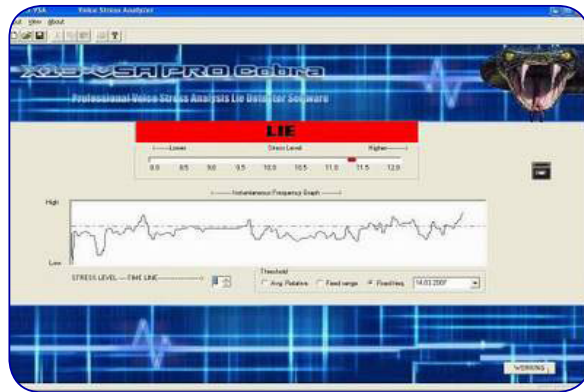 VSA Voice Stress Analyzer
View About
X13-VSA PRO Cobra
Professional Voice Stress Analysis Lie Detector Software
LIE
Lower Stress Level Higher
8.0 8.5 9.0 9.5 10.0 10.5 11.0 11.5 12.0
Instantaneous Frequency Graph
High
Low
STRESS LEVEL --- TIME LINE
Threshold
Avg. Relative Fixed range Fixed freq. 14.03.2007
WORKING